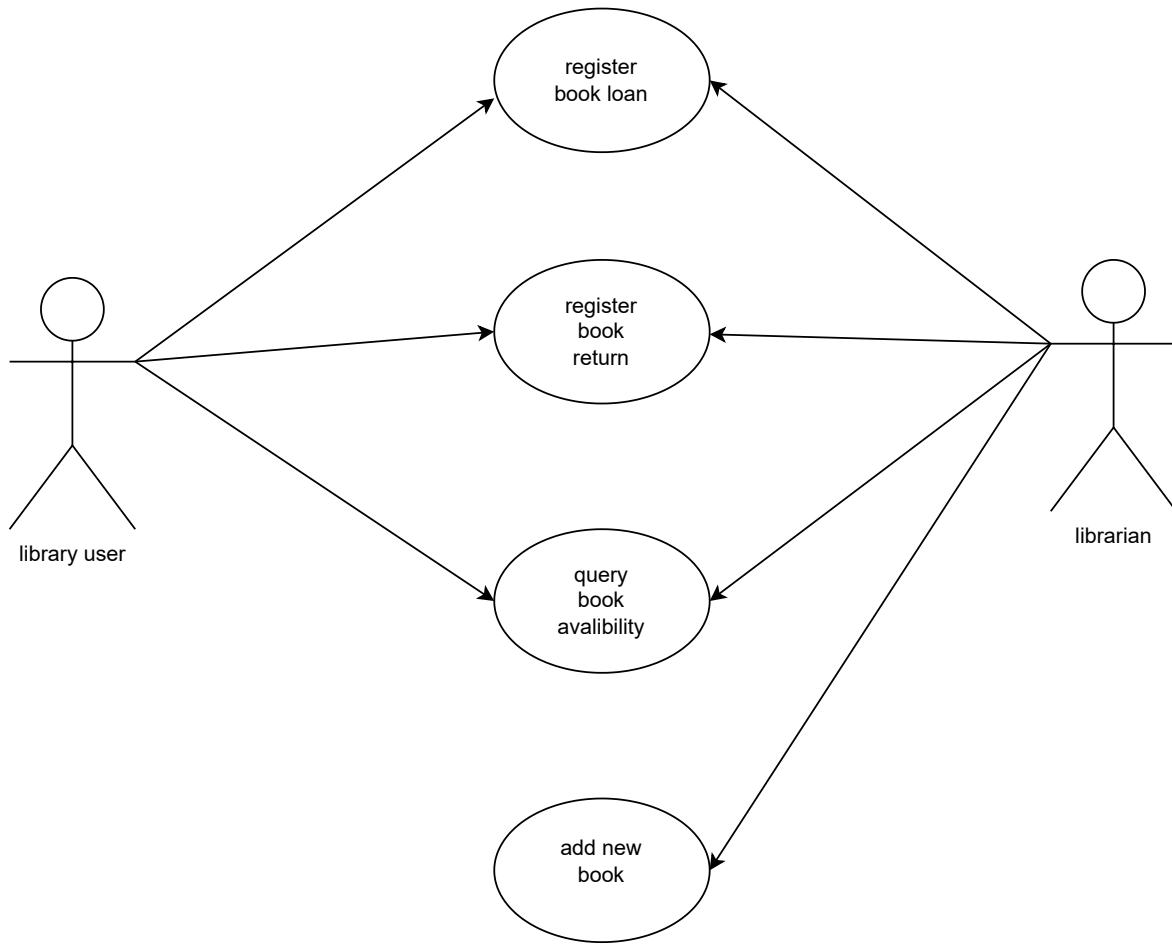 register
book loan
register
book
return
library user
librarian
query
book
avalibility
add new
book